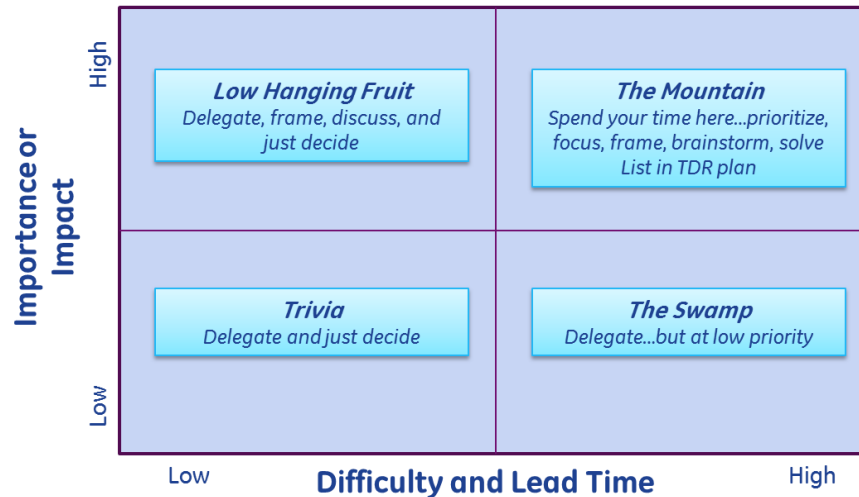 High
Low Hanging Fruit
Delegate, frame, discuss, and
just decide
The Mountain
Spend your time here...prioritize,
focus, frame, brainstorm, solve
List in TDR plan
Importance or
Impact
Trivia
Delegate and just decide
The Swamp
Delegate...but at low priority
Low
Low
Difficulty and Lead Time
High